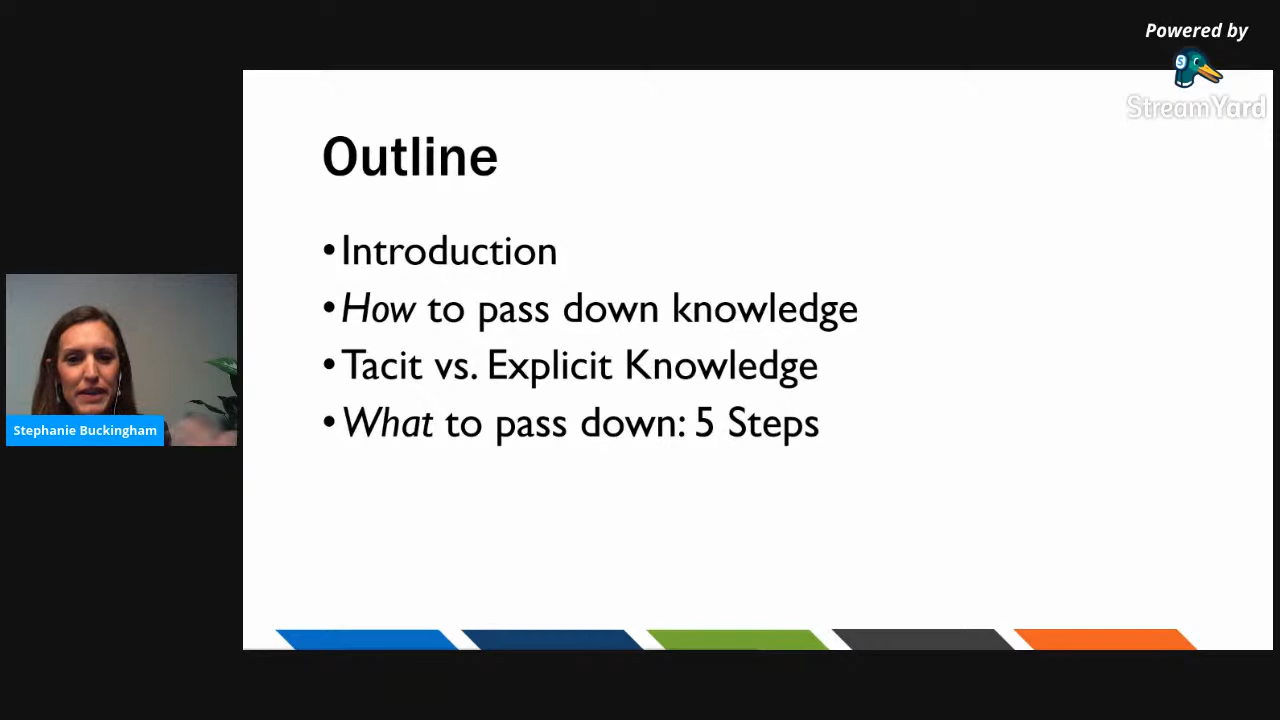 Powered by
StreamYard
Outline
•Introduction
•How to pass down knowledge
•Tacit vs. Explicit Knowledge
•What to pass down: 5 Steps
Stephanie Buckingham